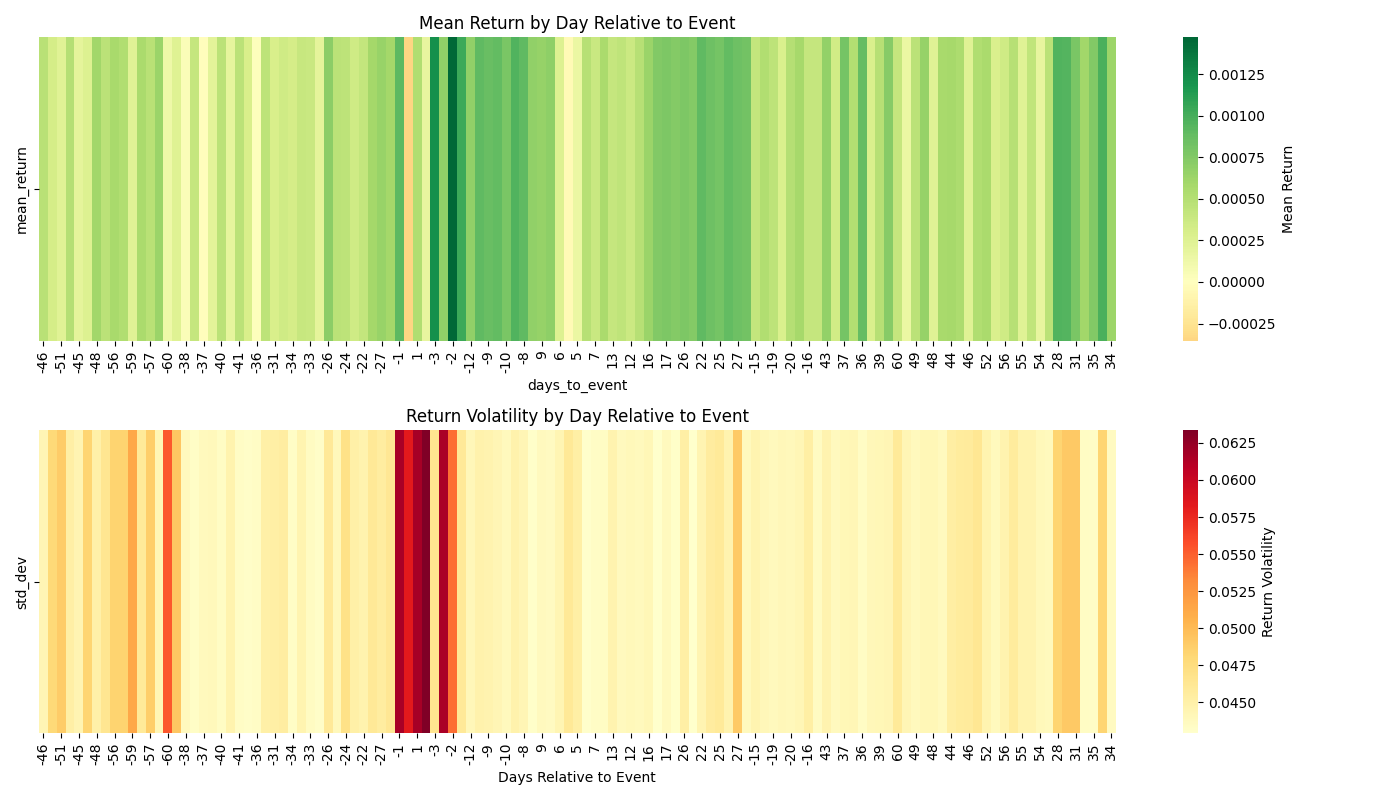 Mean Return by Day Relative to Event
mean_return
-46 -51 -45 -48 -56 -59 -57 -60 -38 -37 -40 -41 -36 -31 -34 -33 -26 -24 -22 -27 -1 1 -3 -2 -12 -9 -10 -8 9 6 5 7 13 12 16 17 26 22 25 27 -15 -19 -20 -16 43 37 36 39 60 49 48 44 46 52 56 55 54 28 31 35 34
days_to_event
0.00125
0.00100
0.00075
0.00050
0.00025
0.00000
−0.00025
Mean Return
Return Volatility by Day Relative to Event
std_dev
-46 -51 -45 -48 -56 -59 -57 -60 -38 -37 -40 -41 -36 -31 -34 -33 -26 -24 -22 -27 -1 1 -3 -2 -12 -9 -10 -8 9 6 5 7 13 12 16 17 26 22 25 27 -15 -19 -20 -16 43 37 36 39 60 49 48 44 46 52 56 55 54 28 31 35 34
Days Relative to Event
0.0625
0.0600
0.0575
0.0550
0.0525
0.0500
0.0475
0.0450
Return Volatility